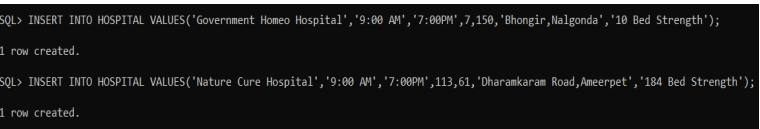 SQL> INSERT INTO HOSPITAL VALUES('Government Homeo Hospital','9:00 AM','7:00PM',7,150,'Bhongir,Nalgonda','10 Bed Strength');
1 row created.
SQL> INSERT INTO HOSPITAL VALUES('Nature Cure Hospital','9:00 AM','7:00PM',113,61,'Dharamkaram Road,Ameerpet','184 Bed Strength');
1 row created.